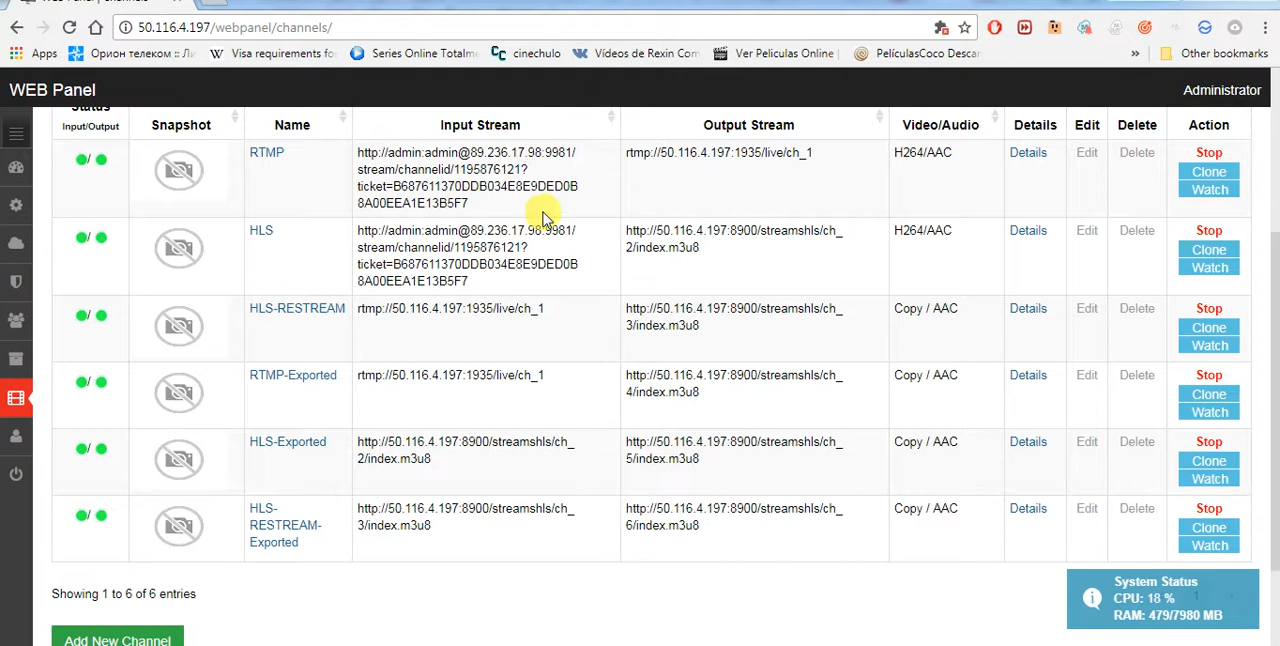 50.116.4.197/webpanel/channels/
Apps
Орион телеком :: Ли
Visa requirements fo
Series Online Totalme
cinechulo
Vídeos de Rexin Com
Ver Películas Online
PelículasCoco Desca
»
Other bookmarks
WEB Panel
Administrator
Status
Input/Output
Snapshot
Name
Input Stream
Output Stream
Video/Audio
Details
Edit
Delete
Action
RTMP
http://admin:admin@89.236.17.98:9981/
stream/channelid/1195876121?
ticket=B687611370DDB034E8E9DED0B
8A00EEA1E13B5F7
rtmp://50.116.4.197:1935/live/ch_1
H264/AAC
Details
Edit
Delete
Stop
Clone
Watch
HLS
http://admin:admin@89.236.17.98:9981/
stream/channelid/1195876121?
ticket=B687611370DDB034E8E9DED0B
8A00EEA1E13B5F7
http://50.116.4.197:8900/streamshls/ch_
2/index.m3u8
H264/AAC
Details
Edit
Delete
Stop
Clone
Watch
HLS-RESTREAM
rtmp://50.116.4.197:1935/live/ch_1
http://50.116.4.197:8900/streamshls/ch_
3/index.m3u8
Copy / AAC
Details
Edit
Delete
Stop
Clone
Watch
RTMP-Exported
rtmp://50.116.4.197:1935/live/ch_1
http://50.116.4.197:8900/streamshls/ch_
4/index.m3u8
Copy / AAC
Details
Edit
Delete
Stop
Clone
Watch
HLS-Exported
http://50.116.4.197:8900/streamshls/ch_
2/index.m3u8
http://50.116.4.197:8900/streamshls/ch_
5/index.m3u8
Copy / AAC
Details
Edit
Delete
Stop
Clone
Watch
HLS-
RESTREAM-
Exported
http://50.116.4.197:8900/streamshls/ch_
3/index.m3u8
http://50.116.4.197:8900/streamshls/ch_
6/index.m3u8
Copy / AAC
Details
Edit
Delete
Stop
Clone
Watch
Showing 1 to 6 of 6 entries
System Status
CPU: 18 %
RAM: 479/7980 MB
Add New Channel